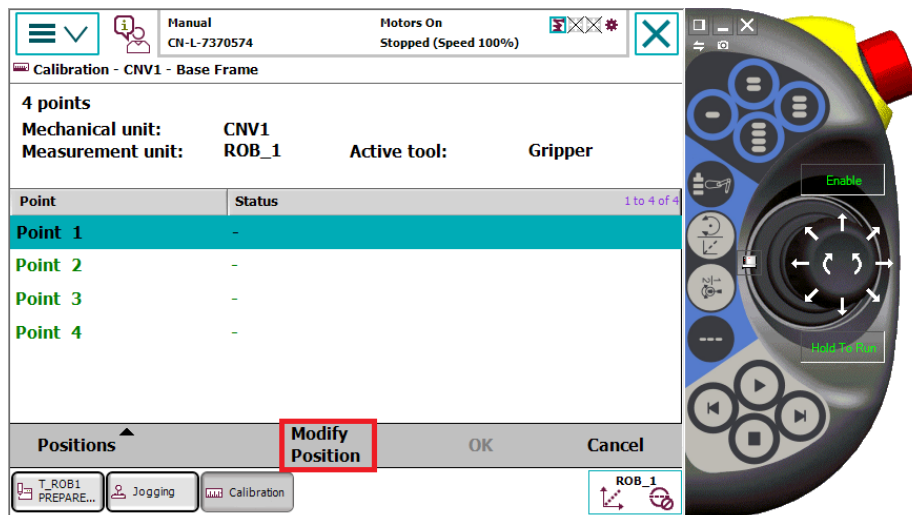 Manual
CN-L-7370574
Motors On
Stopped (Speed 100%)
Calibration - CNV1 - Base Frame
4 points
Mechanical unit: CNV1
Measurement unit: ROB_1 Active tool: Gripper
Point Status 1 to 4 of 4
Point 1 -
Point 2 -
Point 3 -
Point 4 -
Positions
Modify
Position
OK
Cancel
T_ROB1
PREPARE...
Jogging
Calibration
ROB_1
Enable
Hold To Run